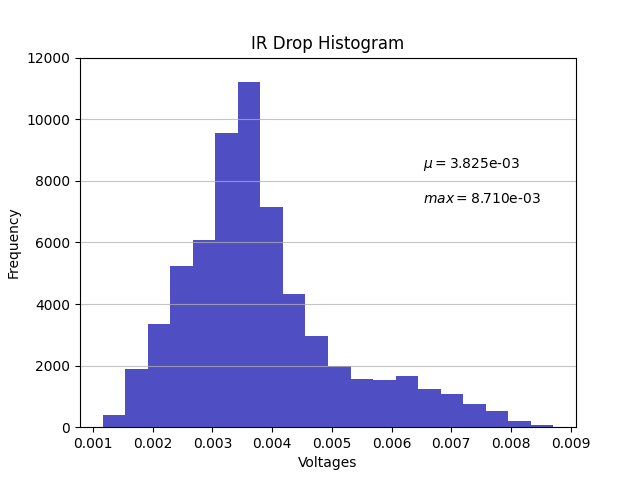 IR Drop Histogram
12000
10000
8000
6000
4000
2000
0
Frequency
μ = 3.825e-03
max = 8.710e-03
0.001 0.002 0.003 0.004 0.005 0.006 0.007 0.008 0.009
Voltages